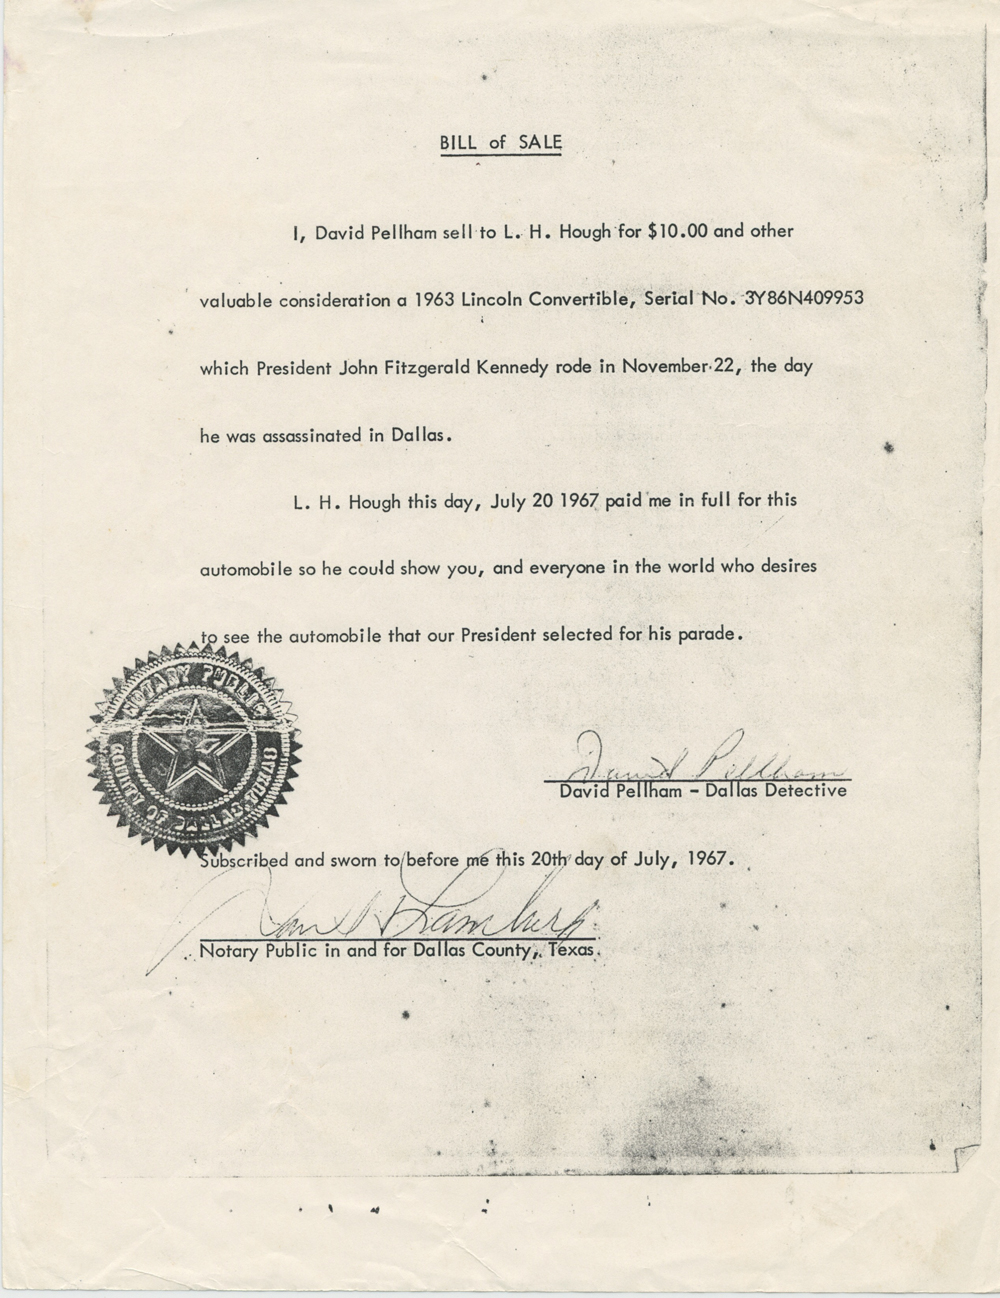 BILL of SALE
I, David Pellham sell to L. H. Hough for $10.00 and other
valuable consideration a 1963 Lincoln Convertible, Serial No. 3Y86N409953
which President John Fitzgerald Kennedy rode in November 22, the day
he was assassinated in Dallas.
L. H. Hough this day, July 20 1967 paid me in full for this
automobile so he could show you, and everyone in the world who desires
to see the automobile that our President selected for his parade.
NOTARY PUBLIC
COUNTY OF DALLAS, TEXAS
David Pellham
David Pellham - Dallas Detective
Subscribed and sworn to before me this 20th day of July, 1967.
Notary Public in and for Dallas County, Texas.